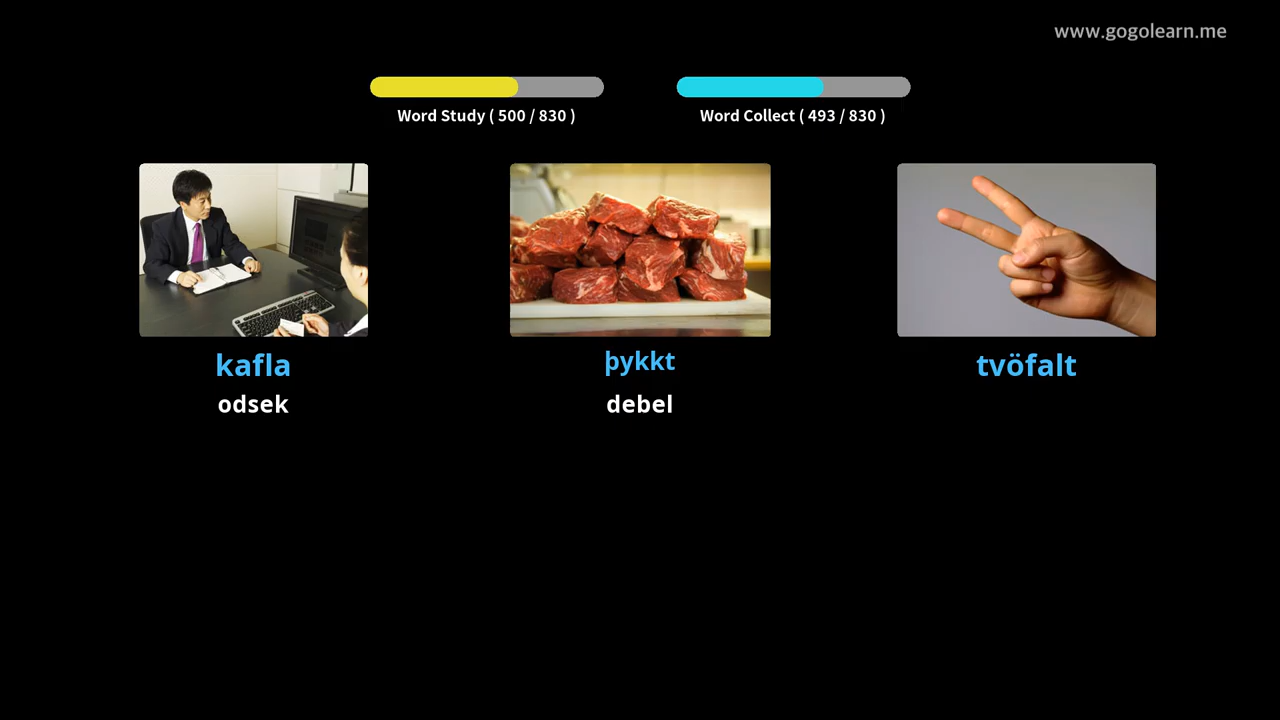 www.gogolearn.me
Word Study ( 500 / 830 )
Word Collect ( 493 / 830 )
kafla
þykkt
tvöfalt
odsek
debel